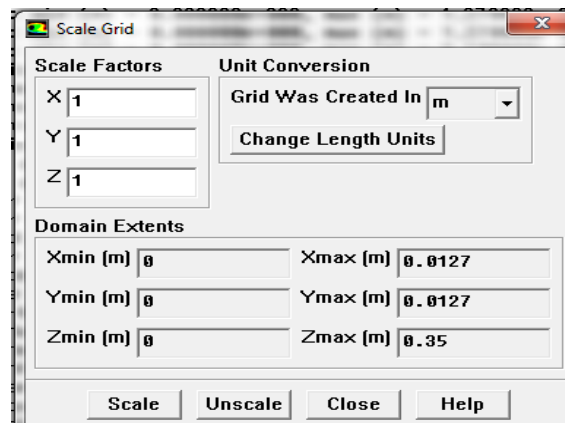 Scale Grid
Scale Factors
X 1
Y 1
Z 1
Unit Conversion
Grid Was Created In m
Change Length Units
Domain Extents
Xmin (m) 0 Xmax (m) 0.0127
Ymin (m) 0 Ymax (m) 0.0127
Zmin (m) 0 Zmax (m) 0.35
Scale Unscale Close Help